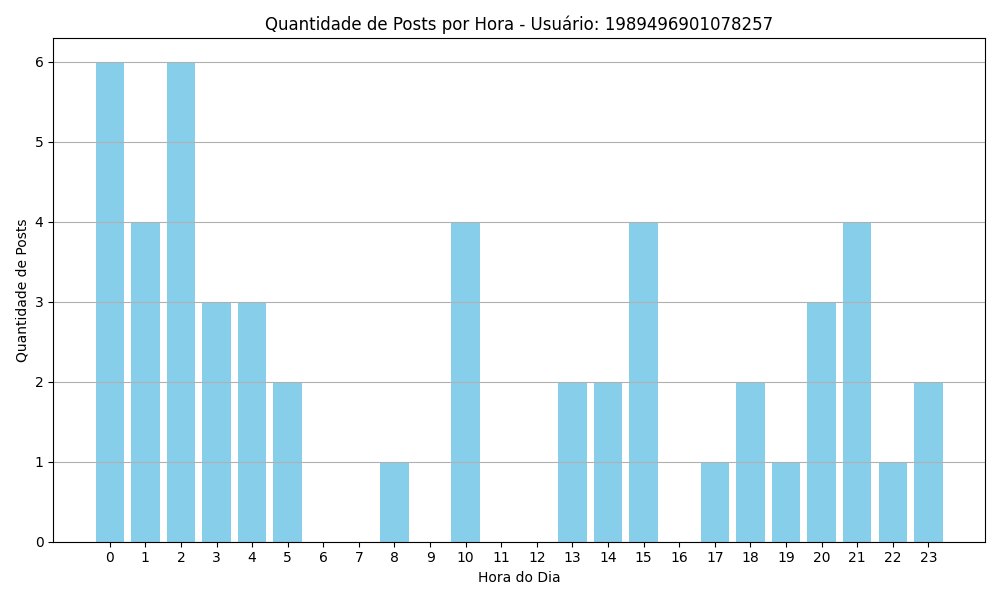 Quantidade de Posts por Hora - Usuário: 1989496901078257
Quantidade de Posts
6
5
4
3
2
1
0
0 1 2 3 4 5 6 7 8 9 10 11 12 13 14 15 16 17 18 19 20 21 22 23
Hora do Dia